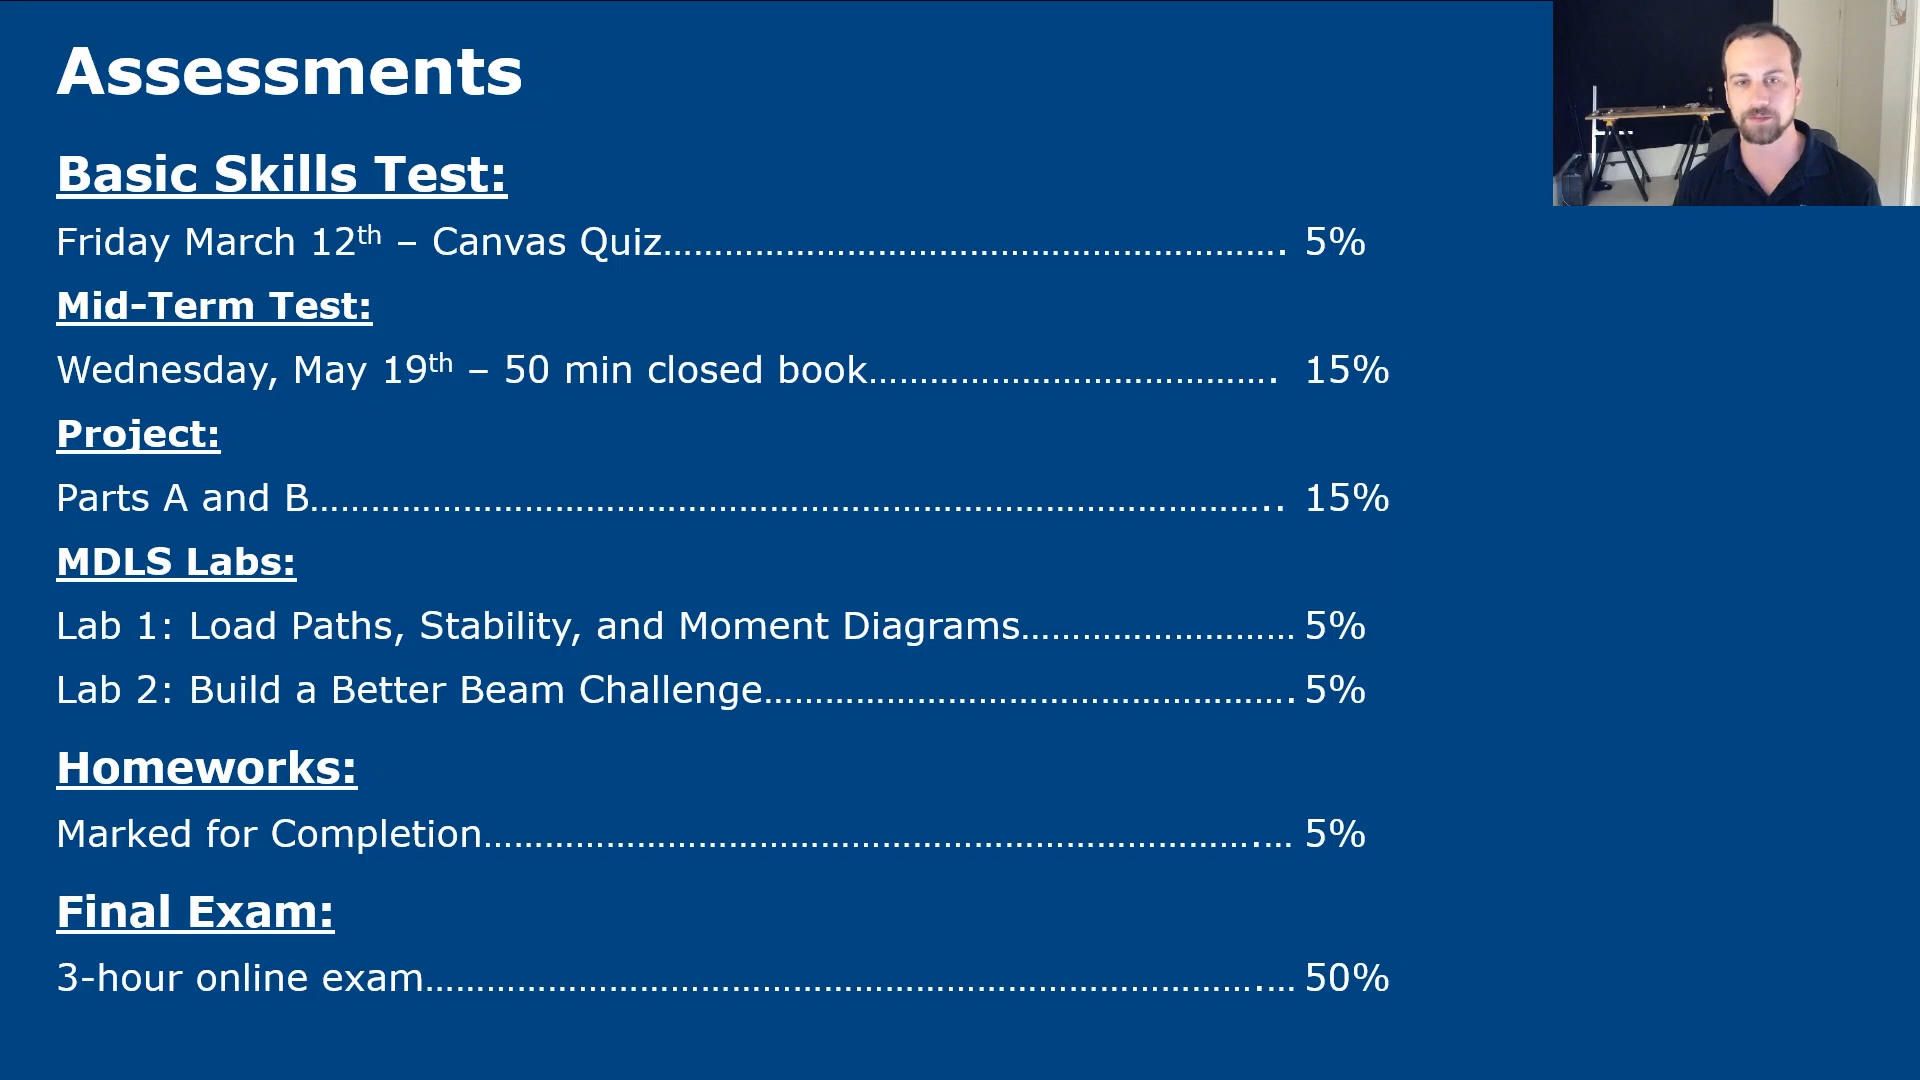 Assessments
Basic Skills Test:
Friday March 12th – Canvas Quiz……………………………………………………. 5%
Mid-Term Test:
Wednesday, May 19th – 50 min closed book…………………………………. 15%
Project:
Parts A and B………………………………………………………………………………….. 15%
MDLS Labs:
Lab 1: Load Paths, Stability, and Moment Diagrams……………………… 5%
Lab 2: Build a Better Beam Challenge……………………………………………. 5%
Homeworks:
Marked for Completion………………………………………………………………….… 5%
Final Exam:
3-hour online exam……………………………………………………………………….… 50%